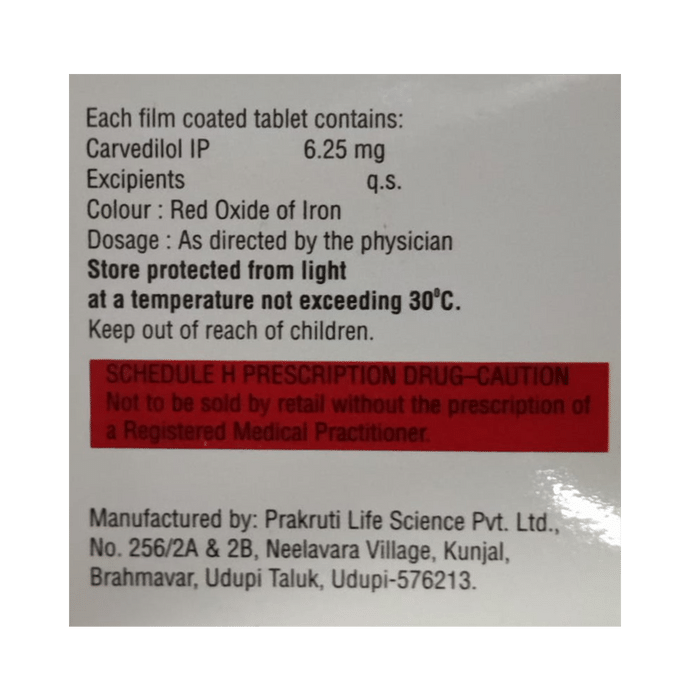 Each film coated tablet contains:
Carvedilol IP 6.25 mg
Excipients q.s.
Colour : Red Oxide of Iron
Dosage : As directed by the physician
Store protected from light
at a temperature not exceeding 30⁰C.
Keep out of reach of children.
SCHEDULE H PRESCRIPTION DRUG–CAUTION
Not to be sold by retail without the prescription of
a Registered Medical Practitioner.
Manufactured by: Prakruti Life Science Pvt. Ltd.,
No. 256/2A & 2B, Neelavara Village, Kunjal,
Brahmavar, Udupi Taluk, Udupi-576213.